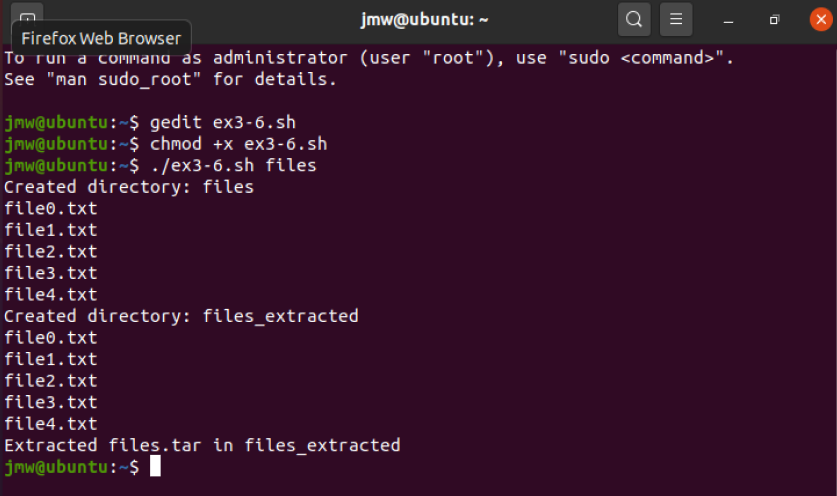 jmw@ubuntu: ~
Firefox Web Browser
To run a command as administrator (user "root"), use "sudo <command>".
See "man sudo_root" for details.
jmw@ubuntu:~$ gedit ex3-6.sh
jmw@ubuntu:~$ chmod +x ex3-6.sh
jmw@ubuntu:~$ ./ex3-6.sh files
Created directory: files
file0.txt
file1.txt
file2.txt
file3.txt
file4.txt
Created directory: files_extracted
file0.txt
file1.txt
file2.txt
file3.txt
file4.txt
Extracted files.tar in files_extracted
jmw@ubuntu:~$